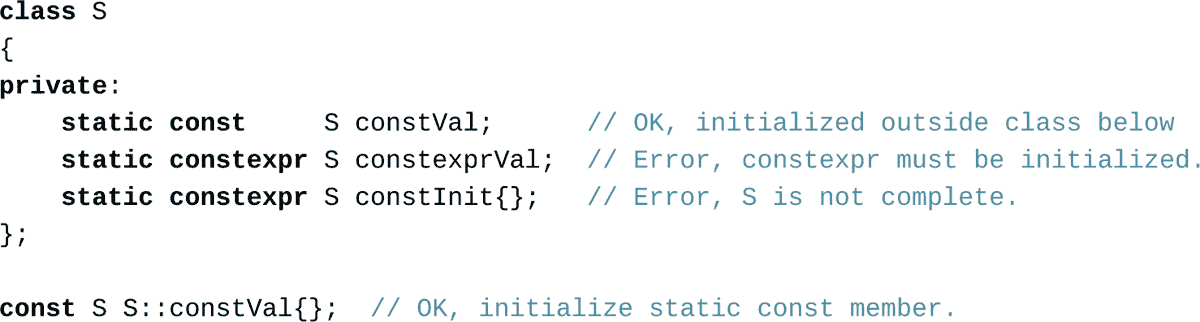 class S
{
private:
    static const     S constVal;      // OK, initialized outside class below
    static constexpr S constexprVal;  // Error, constexpr must be initialized.
    static constexpr S constInit{};   // Error, S is not complete.
};

const S S::constVal{};  // OK, initialize static const member.